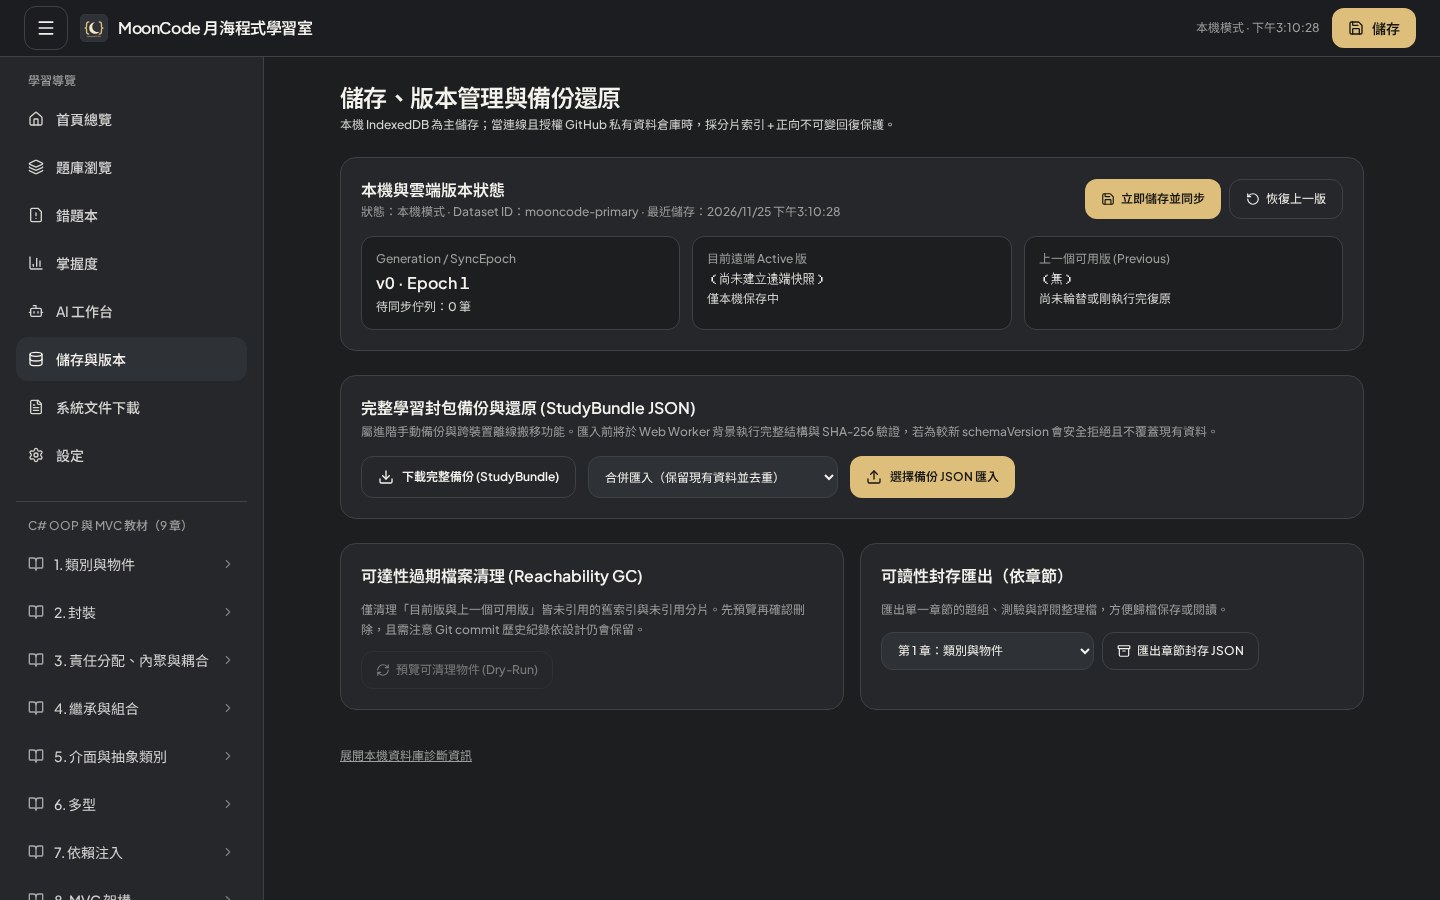 MoonCode 月海程式學習室
本機模式 · 下午3:10:28
儲存
學習導覽
首頁總覽
題庫瀏覽
錯題本
掌握度
AI 工作台
儲存與版本
系統文件下載
設定
C# OOP 與 MVC 教材（9 章）
1. 類別與物件
2. 封裝
3. 責任分配、內聚與耦合
4. 繼承與組合
5. 介面與抽象類別
6. 多型
7. 依賴注入
8. MVC 架構
儲存、版本管理與備份還原
本機 IndexedDB 為主儲存；當連線且授權 GitHub 私有資料倉庫時，採分片索引 + 正向不可變回復保護。
本機與雲端版本狀態
狀態：本機模式 · Dataset ID：mooncode-primary · 最近儲存：2026/11/25 下午3:10:28
立即儲存並同步
恢復上一版
Generation / SyncEpoch
v0 · Epoch 1
待同步佇列：0 筆
目前遠端 Active 版
（尚未建立遠端快照）
僅本機保存中
上一個可用版 (Previous)
（無）
尚未輪替或剛執行完復原
完整學習封包備份與還原 (StudyBundle JSON)
屬進階手動備份與跨裝置離線搬移功能。匯入前將於 Web Worker 背景執行完整結構與 SHA-256 驗證，若為較新 schemaVersion 會安全拒絕且不覆蓋現有資料。
下載完整備份 (StudyBundle)
合併匯入（保留現有資料並去重）
選擇備份 JSON 匯入
可達性過期檔案清理 (Reachability GC)
僅清理「目前版與上一個可用版」皆未引用的舊索引與未引用分片。先預覽再確認刪
除，且需注意 Git commit 歷史紀錄依設計仍會保留。
預覽可清理物件 (Dry-Run)
可讀性封存匯出（依章節）
匯出單一章節的題組、測驗與評閱整理檔，方便歸檔保存或閱讀。
第 1 章：類別與物件
匯出章節封存 JSON
展開本機資料庫診斷資訊